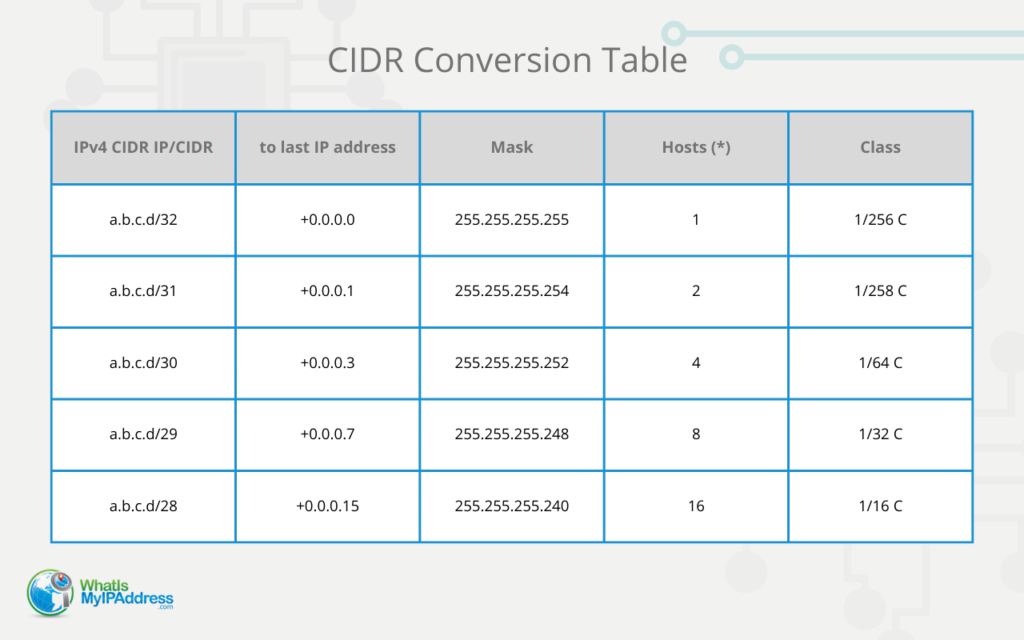 CIDR Conversion Table
IPv4 CIDR IP/CIDR to last IP address Mask Hosts (*) Class
a.b.c.d/32 +0.0.0.0 255.255.255.255 1 1/256 C
a.b.c.d/31 +0.0.0.1 255.255.255.254 2 1/258 C
a.b.c.d/30 +0.0.0.3 255.255.255.252 4 1/64 C
a.b.c.d/29 +0.0.0.7 255.255.255.248 8 1/32 C
a.b.c.d/28 +0.0.0.15 255.255.255.240 16 1/16 C
WhatIs
MyIPAddress
.com